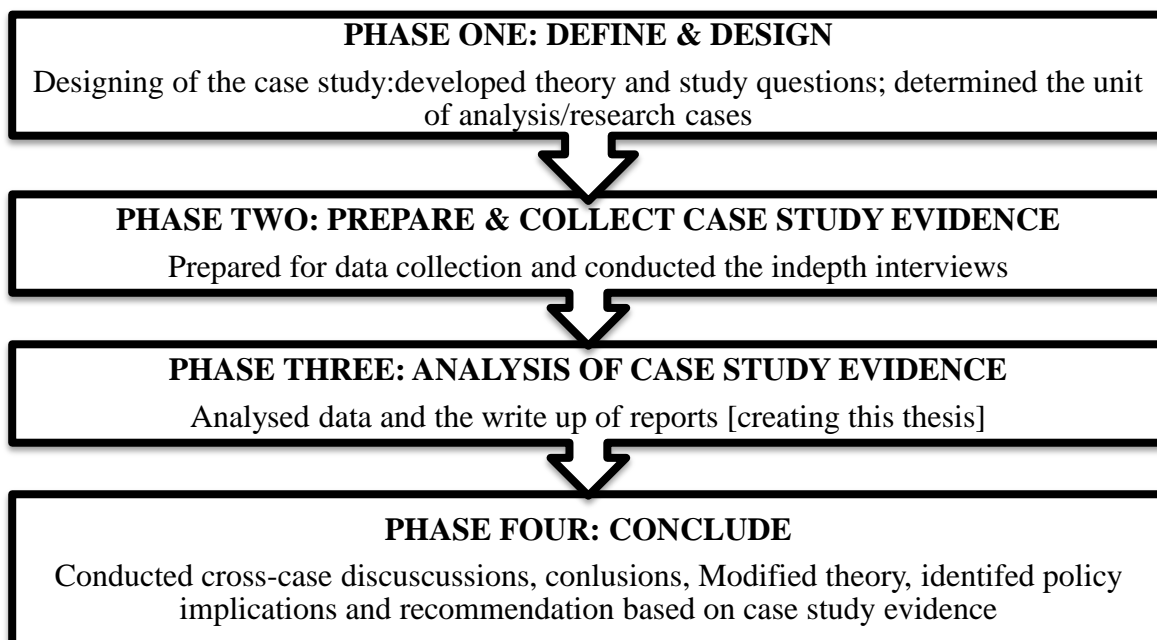 PHASE ONE: DEFINE & DESIGN
Designing of the case study:developed theory and study questions; determined the unit
of analysis/research cases
PHASE TWO: PREPARE & COLLECT CASE STUDY EVIDENCE
Prepared for data collection and conducted the indepth interviews
PHASE THREE: ANALYSIS OF CASE STUDY EVIDENCE
Analysed data and the write up of reports [creating this thesis]
PHASE FOUR: CONCLUDE
Conducted cross-case discuscussions, conlusions, Modified theory, identifed policy
implications and recommendation based on case study evidence